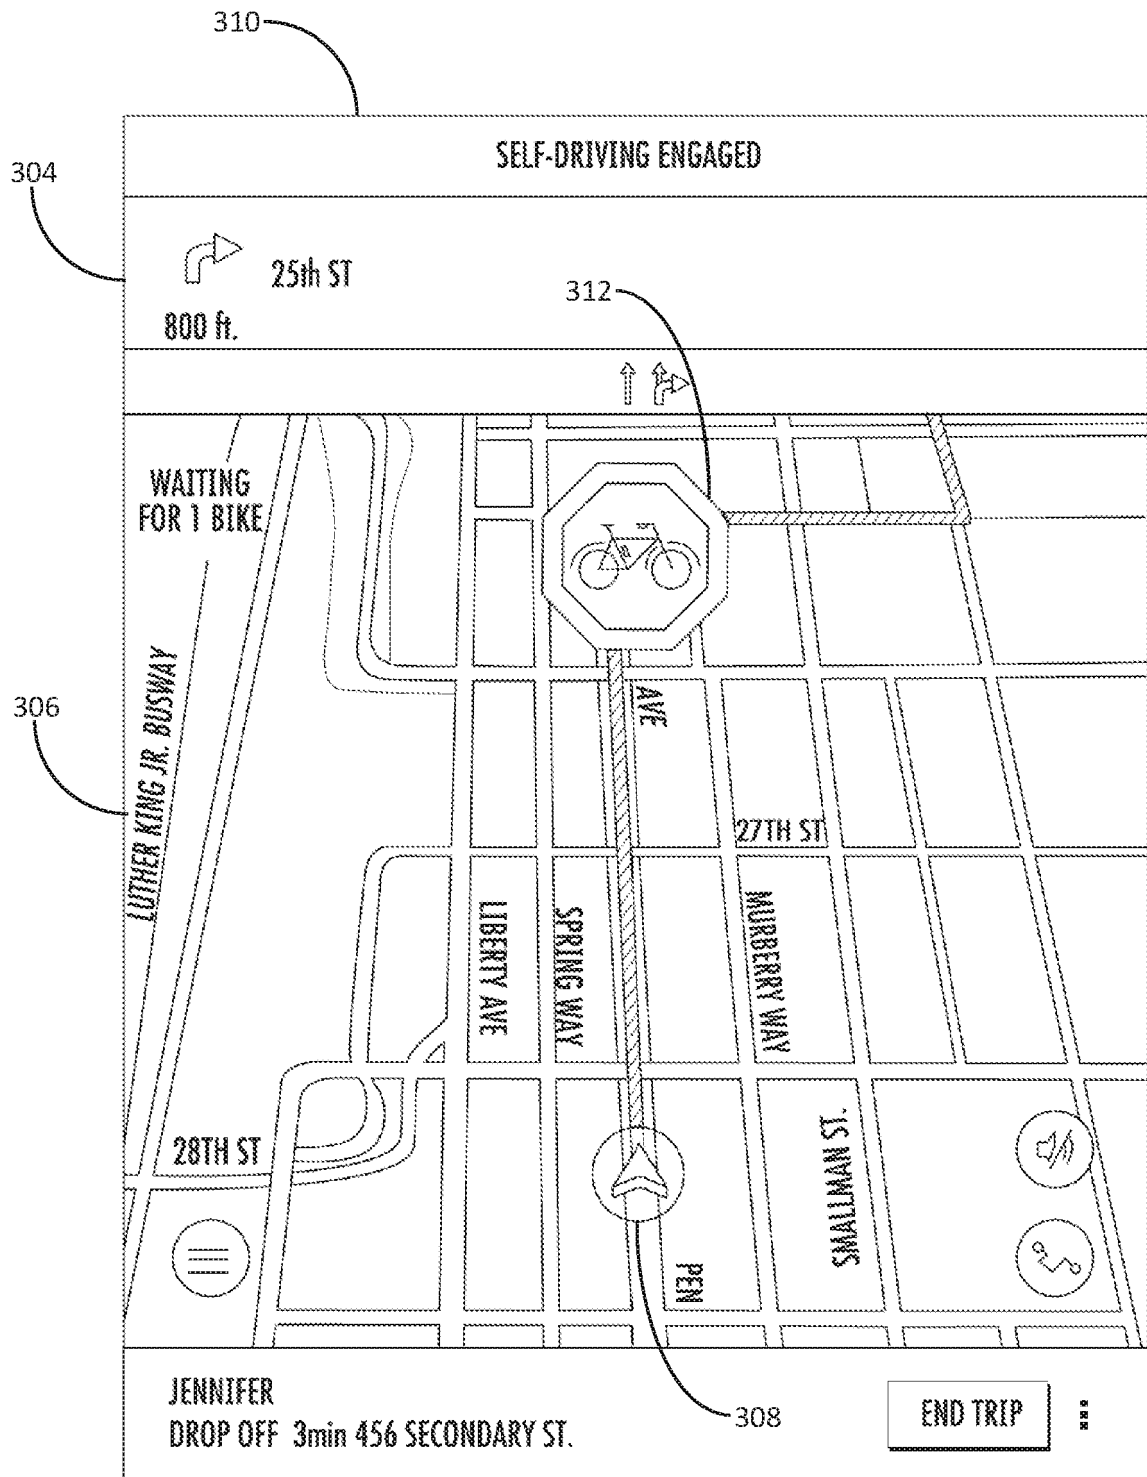 310
SELF-DRIVING ENGAGED
304
25th ST
800 ft.
312
WAITING
FOR 1 BIKE
306
LUTHER KING JR. BUSWAY
AVE
27TH ST
LIBERTY AVE
SPRING WAY
MURBERRY WAY
28TH ST
SMALLMAN ST.
PEN
JENNIFER
DROP OFF 3min 456 SECONDARY ST.
308
END TRIP